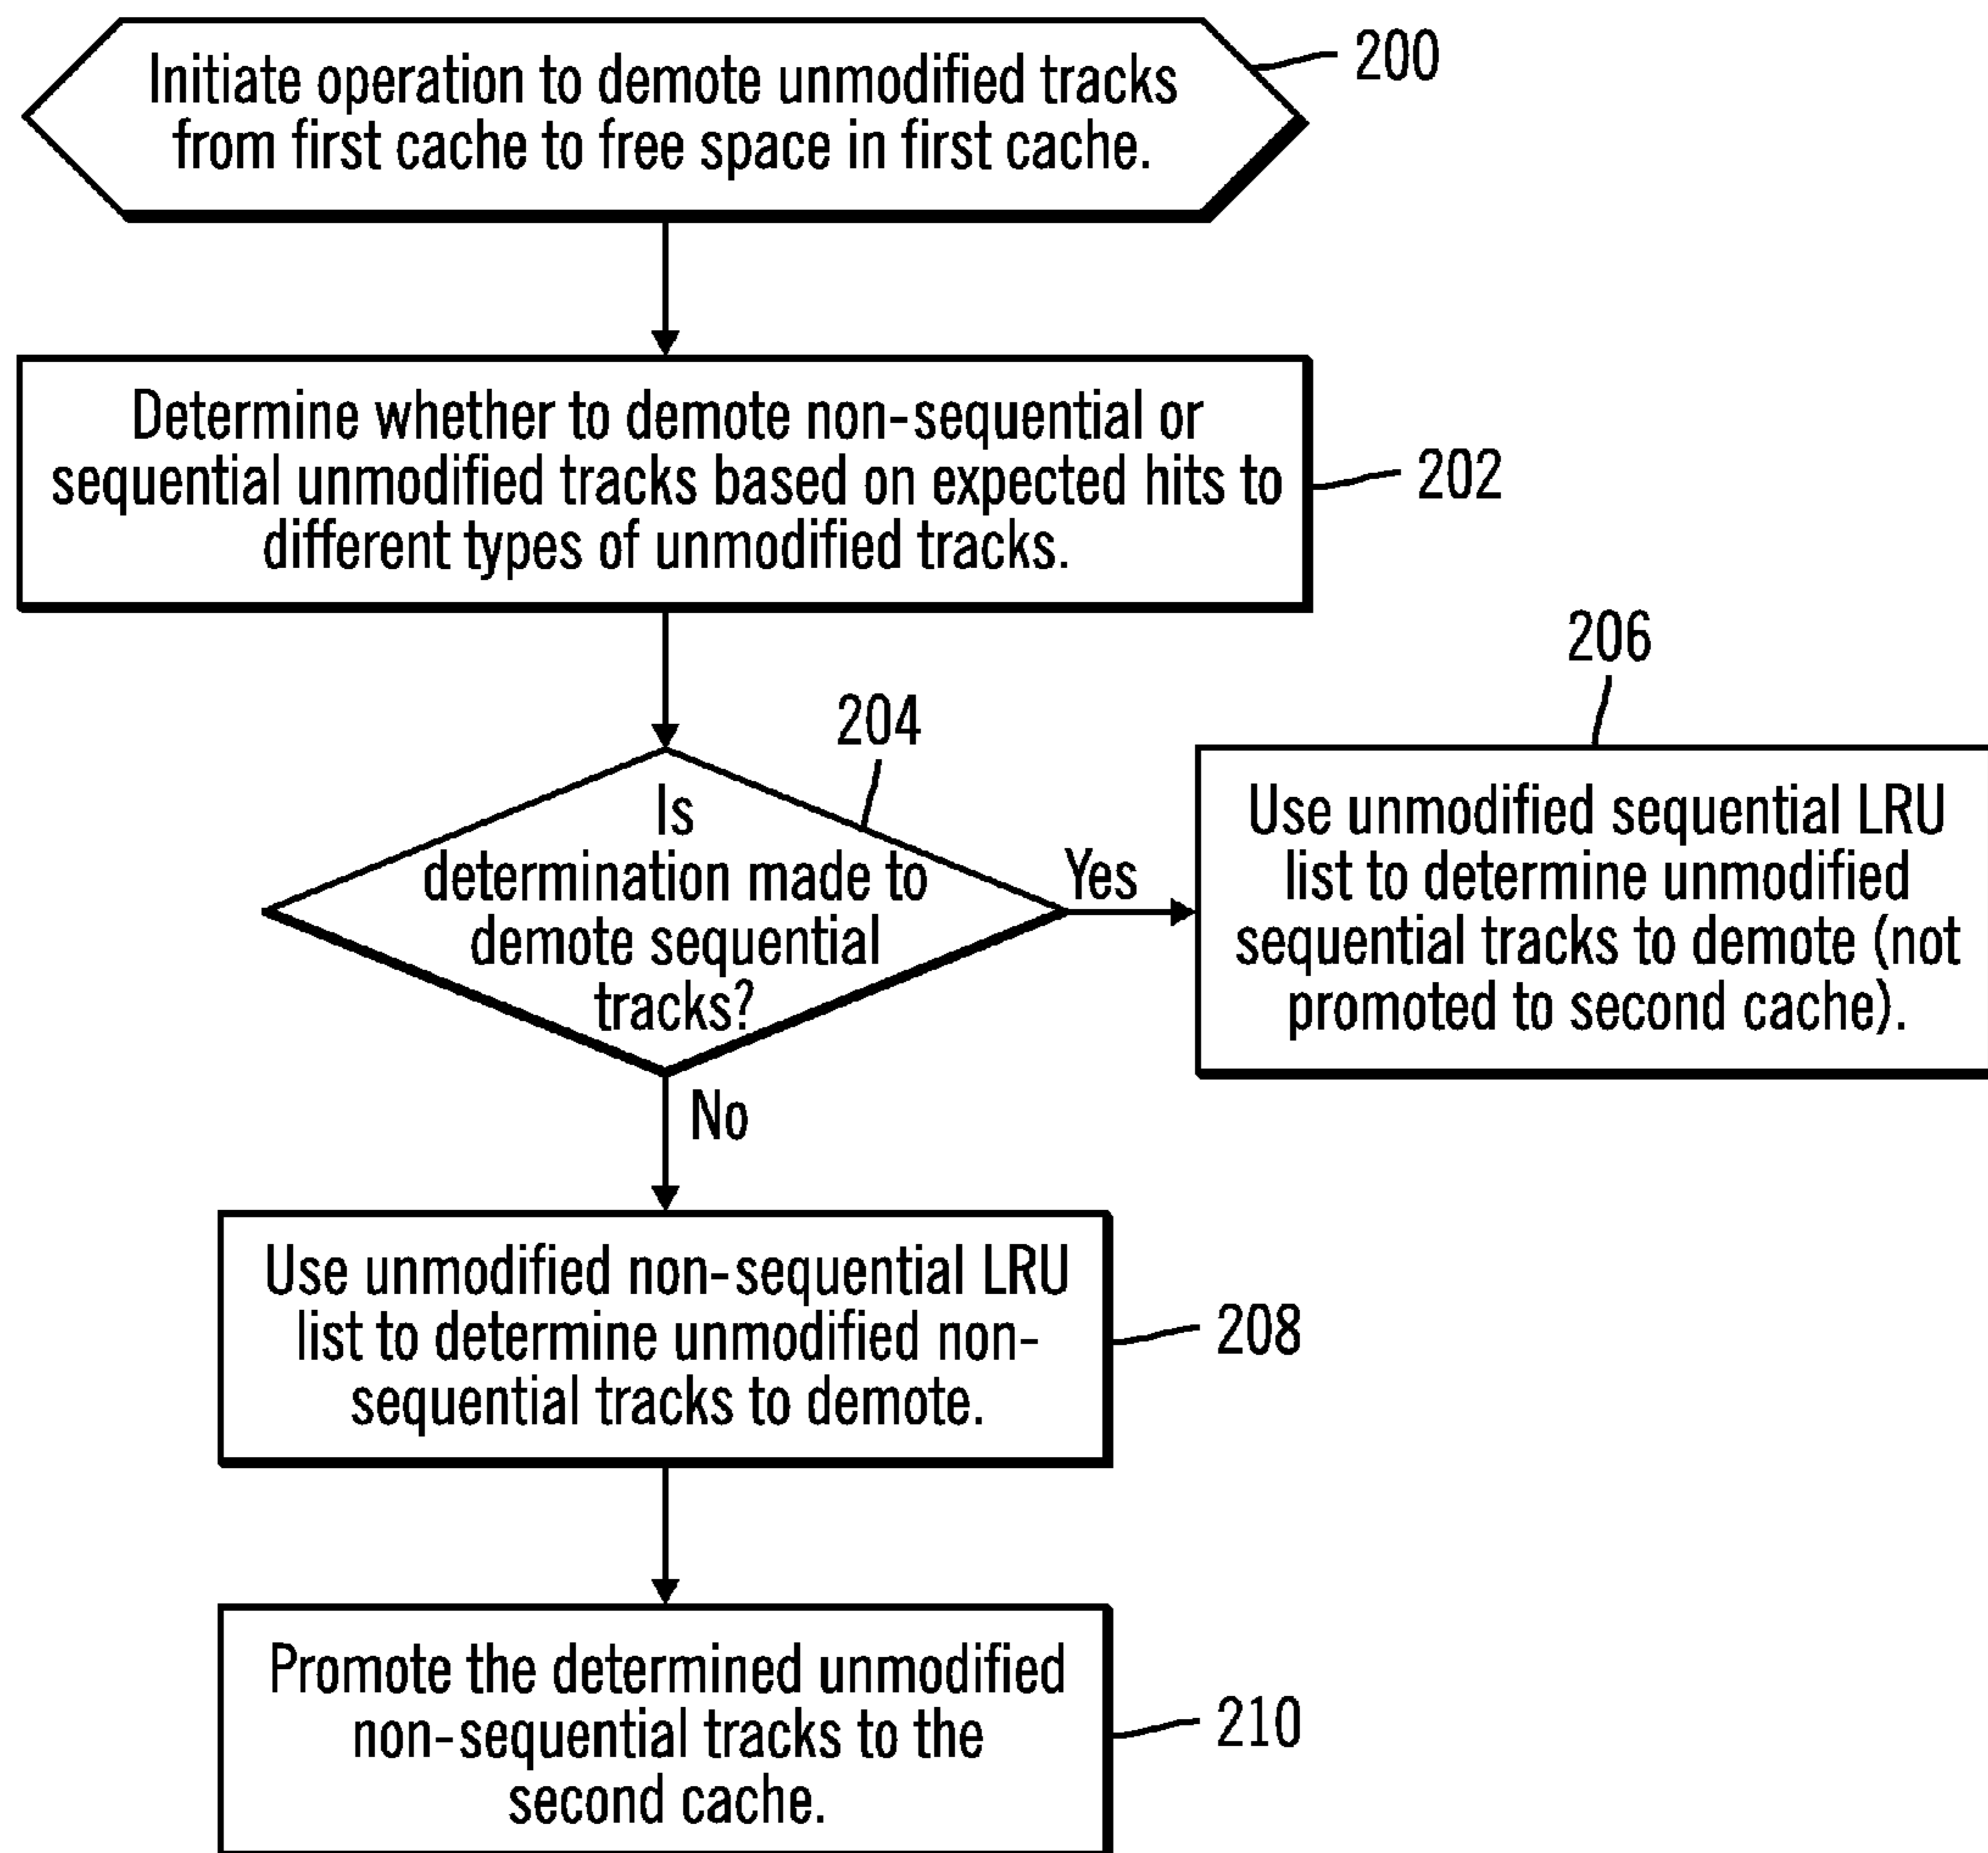 Initiate operation to demote unmodified tracks
from first cache to free space in first cache.
200
Determine whether to demote non-sequential or
sequential unmodified tracks based on expected hits to
different types of unmodified tracks.
202
204
Is
determination made to
demote sequential
tracks?
Yes
206
Use unmodified sequential LRU
list to determine unmodified
sequential tracks to demote (not
promoted to second cache).
No
Use unmodified non-sequential LRU
list to determine unmodified non-
sequential tracks to demote.
208
Promote the determined unmodified
non-sequential tracks to the
second cache.
210